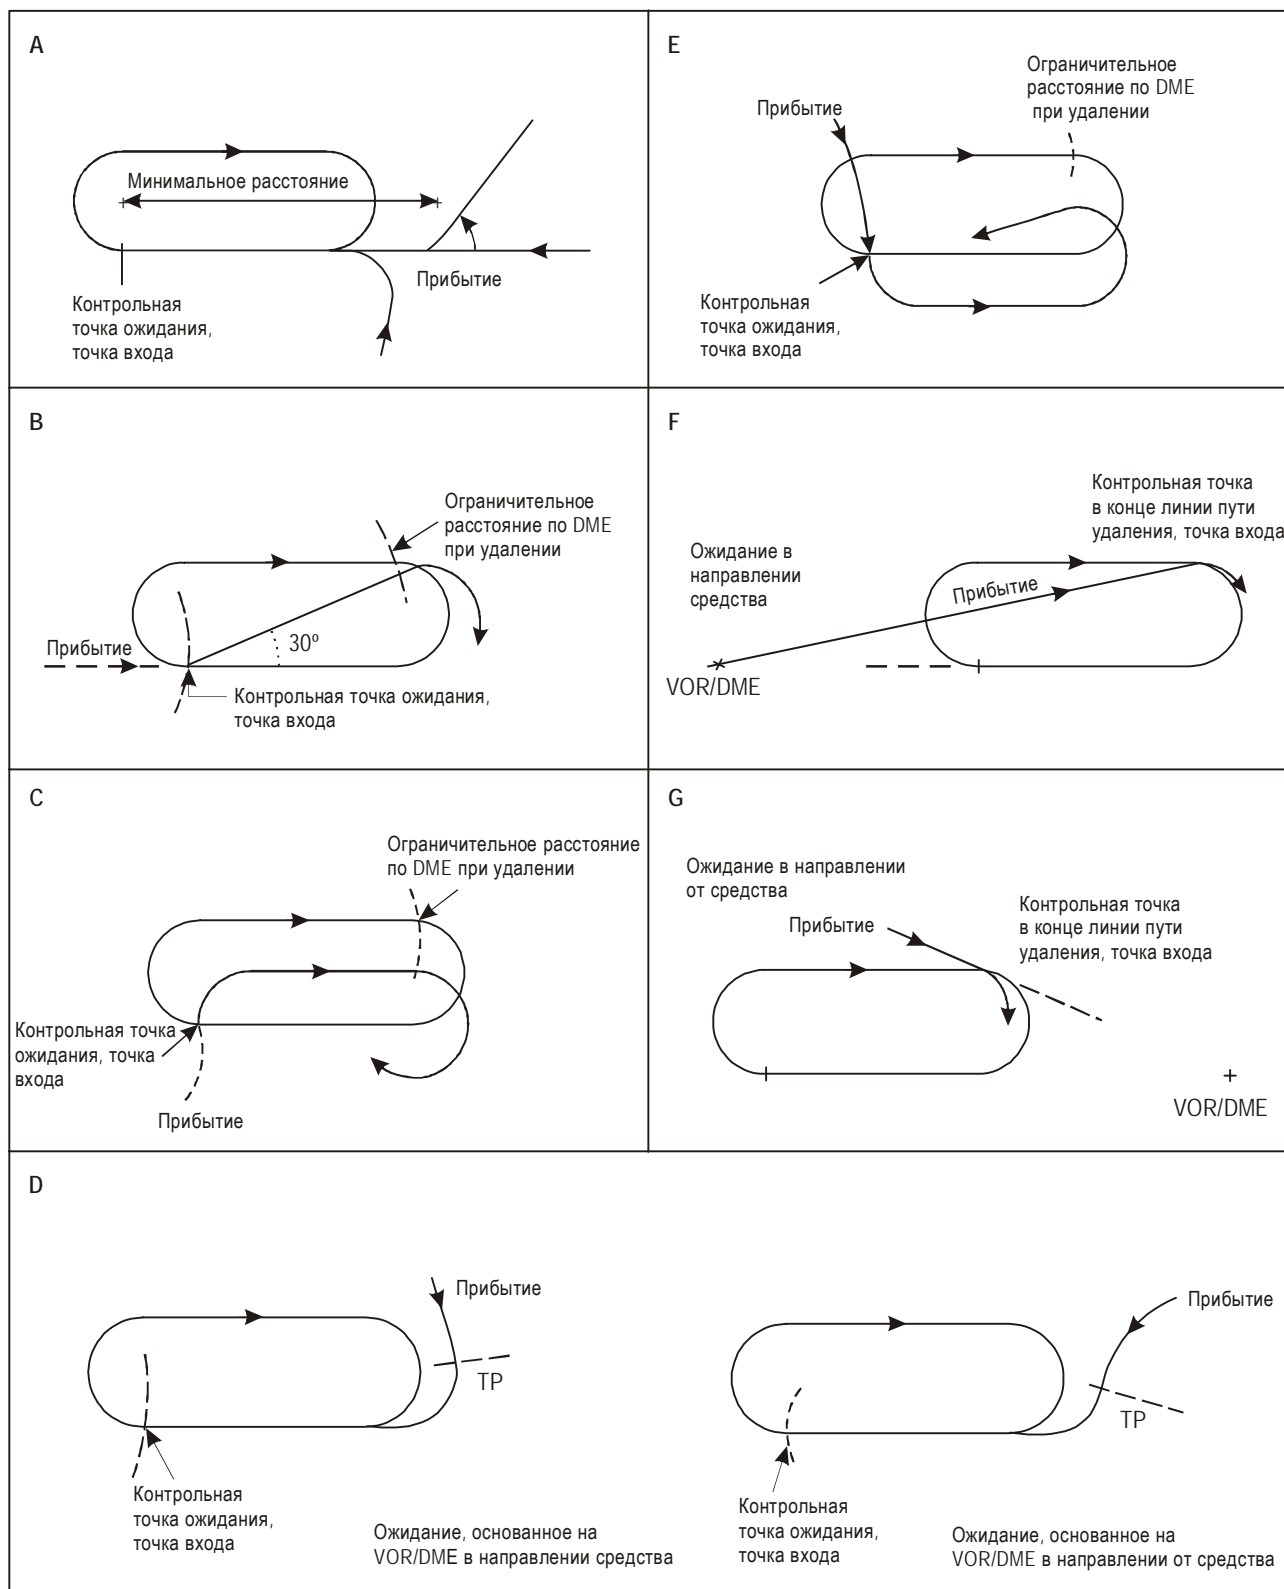 A
Минимальное расстояние
Прибытие
Контрольная
точка ожидания,
точка входа
E
Ограничительное
расстояние по DME
при удалении
Прибытие
Контрольная
точка ожидания,
точка входа
B
Ограничительное
расстояние по DME
при удалении
Прибытие
30º
Контрольная точка ожидания,
точка входа
F
Контрольная точка
в конце линии пути
удаления, точка входа
Ожидание в
направлении
средства
Прибытие
VOR/DME
C
Ограничительное расстояние
по DME при удалении
Контрольная точка
ожидания, точка
входа
Прибытие
G
Ожидание в направлении
от средства
Прибытие
Контрольная точка
в конце линии пути
удаления, точка входа
VOR/DME
D
Прибытие
TP
Контрольная
точка ожидания,
точка входа
Ожидание, основанное на
VOR/DME в направлении средства
Прибытие
TP
Контрольная
точка ожидания,
точка входа
Ожидание, основанное на
VOR/DME в направлении от средства